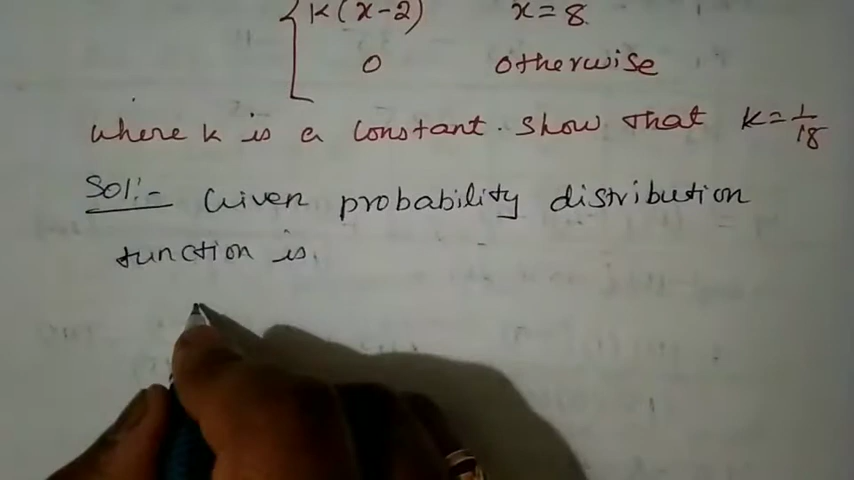 k(x-2) x=8
0 otherwise
where k is a constant. Show that k=1/18
Sol:- Given probability distribution
function is.